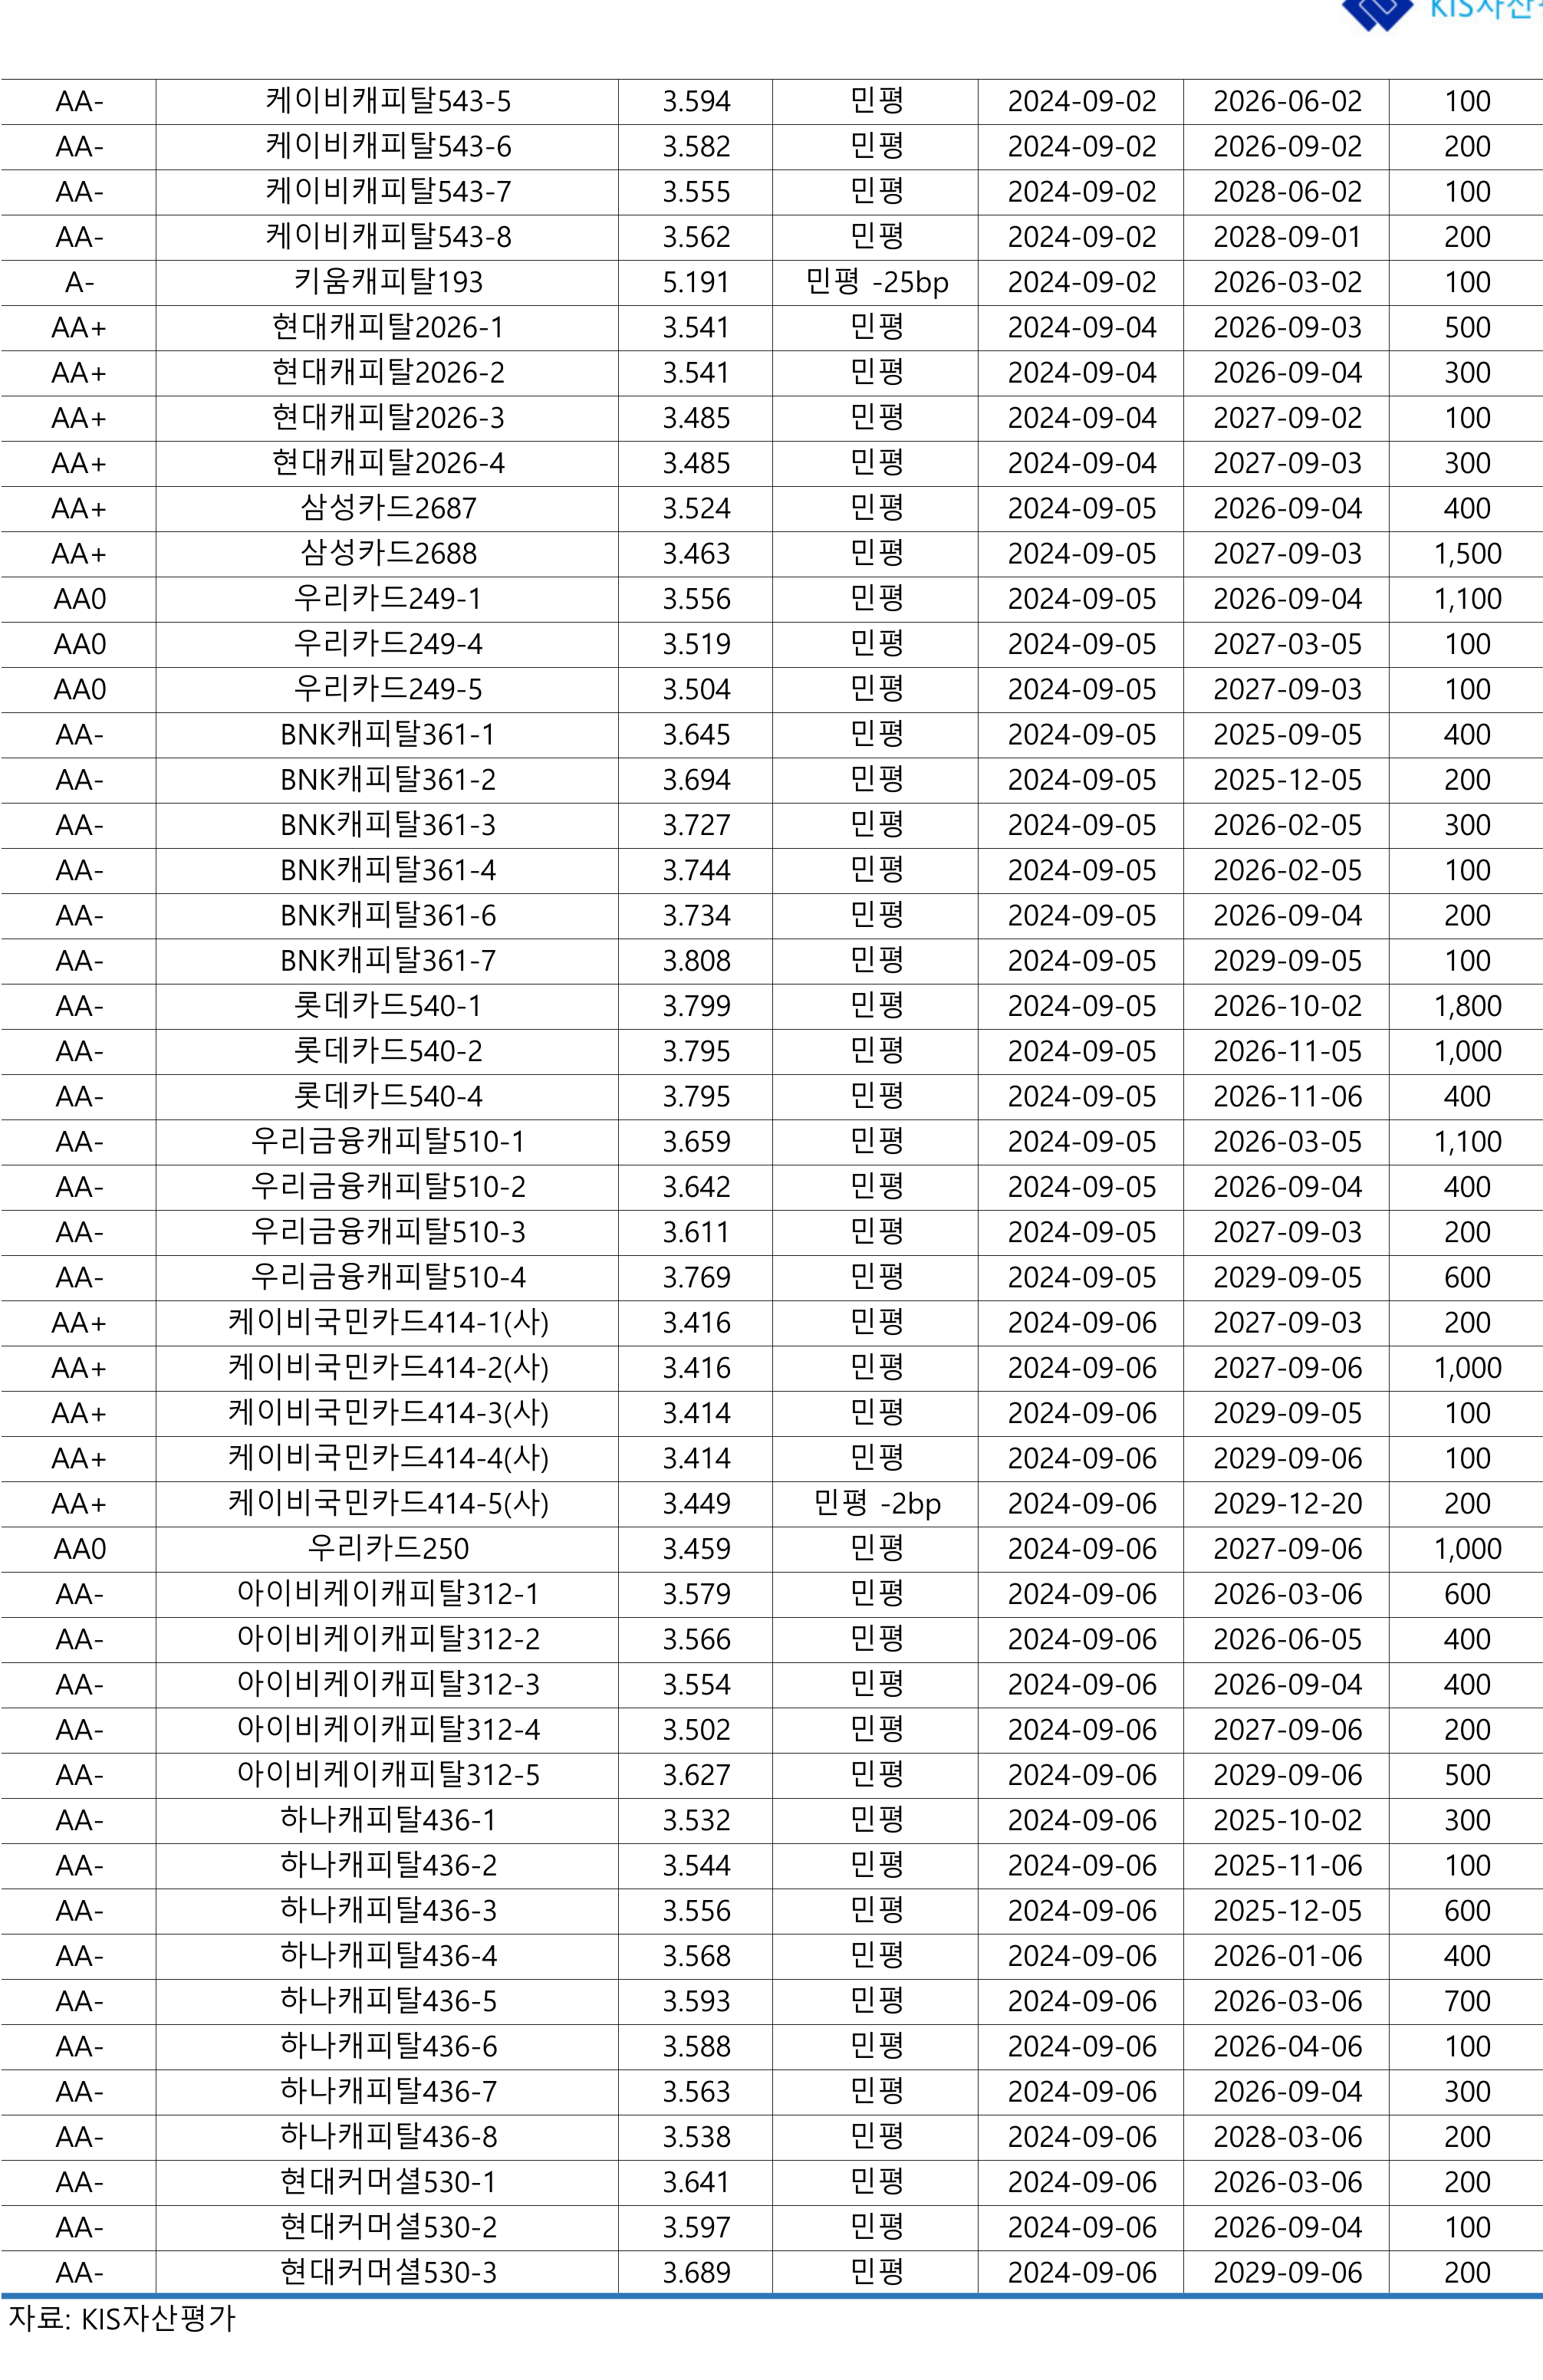 KIS자산
AA- 케이비캐피탈543-5 3.594 민평 2024-09-02 2026-06-02 100
AA- 케이비캐피탈543-6 3.582 민평 2024-09-02 2026-09-02 200
AA- 케이비캐피탈543-7 3.555 민평 2024-09-02 2028-06-02 100
AA- 케이비캐피탈543-8 3.562 민평 2024-09-02 2028-09-01 200
A- 키움캐피탈193 5.191 민평 -25bp 2024-09-02 2026-03-02 100
AA+ 현대캐피탈2026-1 3.541 민평 2024-09-04 2026-09-03 500
AA+ 현대캐피탈2026-2 3.541 민평 2024-09-04 2026-09-04 300
AA+ 현대캐피탈2026-3 3.485 민평 2024-09-04 2027-09-02 100
AA+ 현대캐피탈2026-4 3.485 민평 2024-09-04 2027-09-03 300
AA+ 삼성카드2687 3.524 민평 2024-09-05 2026-09-04 400
AA+ 삼성카드2688 3.463 민평 2024-09-05 2027-09-03 1,500
AA0 우리카드249-1 3.556 민평 2024-09-05 2026-09-04 1,100
AA0 우리카드249-4 3.519 민평 2024-09-05 2027-03-05 100
AA0 우리카드249-5 3.504 민평 2024-09-05 2027-09-03 100
AA- BNK캐피탈361-1 3.645 민평 2024-09-05 2025-09-05 400
AA- BNK캐피탈361-2 3.694 민평 2024-09-05 2025-12-05 200
AA- BNK캐피탈361-3 3.727 민평 2024-09-05 2026-02-05 300
AA- BNK캐피탈361-4 3.744 민평 2024-09-05 2026-02-05 100
AA- BNK캐피탈361-6 3.734 민평 2024-09-05 2026-09-04 200
AA- BNK캐피탈361-7 3.808 민평 2024-09-05 2029-09-05 100
AA- 롯데카드540-1 3.799 민평 2024-09-05 2026-10-02 1,800
AA- 롯데카드540-2 3.795 민평 2024-09-05 2026-11-05 1,000
AA- 롯데카드540-4 3.795 민평 2024-09-05 2026-11-06 400
AA- 우리금융캐피탈510-1 3.659 민평 2024-09-05 2026-03-05 1,100
AA- 우리금융캐피탈510-2 3.642 민평 2024-09-05 2026-09-04 400
AA- 우리금융캐피탈510-3 3.611 민평 2024-09-05 2027-09-03 200
AA- 우리금융캐피탈510-4 3.769 민평 2024-09-05 2029-09-05 600
AA+ 케이비국민카드414-1(사) 3.416 민평 2024-09-06 2027-09-03 200
AA+ 케이비국민카드414-2(사) 3.416 민평 2024-09-06 2027-09-06 1,000
AA+ 케이비국민카드414-3(사) 3.414 민평 2024-09-06 2029-09-05 100
AA+ 케이비국민카드414-4(사) 3.414 민평 2024-09-06 2029-09-06 100
AA+ 케이비국민카드414-5(사) 3.449 민평 -2bp 2024-09-06 2029-12-20 200
AA0 우리카드250 3.459 민평 2024-09-06 2027-09-06 1,000
AA- 아이비케이캐피탈312-1 3.579 민평 2024-09-06 2026-03-06 600
AA- 아이비케이캐피탈312-2 3.566 민평 2024-09-06 2026-06-05 400
AA- 아이비케이캐피탈312-3 3.554 민평 2024-09-06 2026-09-04 400
AA- 아이비케이캐피탈312-4 3.502 민평 2024-09-06 2027-09-06 200
AA- 아이비케이캐피탈312-5 3.627 민평 2024-09-06 2029-09-06 500
AA- 하나캐피탈436-1 3.532 민평 2024-09-06 2025-10-02 300
AA- 하나캐피탈436-2 3.544 민평 2024-09-06 2025-11-06 100
AA- 하나캐피탈436-3 3.556 민평 2024-09-06 2025-12-05 600
AA- 하나캐피탈436-4 3.568 민평 2024-09-06 2026-01-06 400
AA- 하나캐피탈436-5 3.593 민평 2024-09-06 2026-03-06 700
AA- 하나캐피탈436-6 3.588 민평 2024-09-06 2026-04-06 100
AA- 하나캐피탈436-7 3.563 민평 2024-09-06 2026-09-04 300
AA- 하나캐피탈436-8 3.538 민평 2024-09-06 2028-03-06 200
AA- 현대커머셜530-1 3.641 민평 2024-09-06 2026-03-06 200
AA- 현대커머셜530-2 3.597 민평 2024-09-06 2026-09-04 100
AA- 현대커머셜530-3 3.689 민평 2024-09-06 2029-09-06 200
자료: KIS자산평가